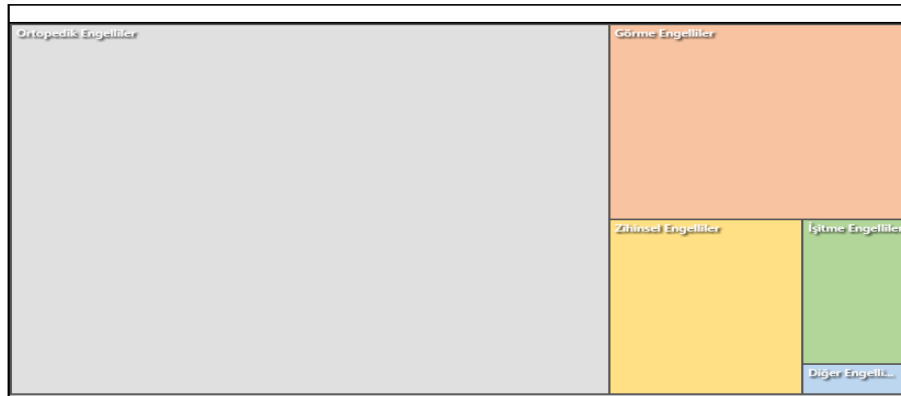 Ortopedik Engelliler
Görme Engelliler
Zihinsel Engelliler
İşitme Engelliler
Diğer Engelli...